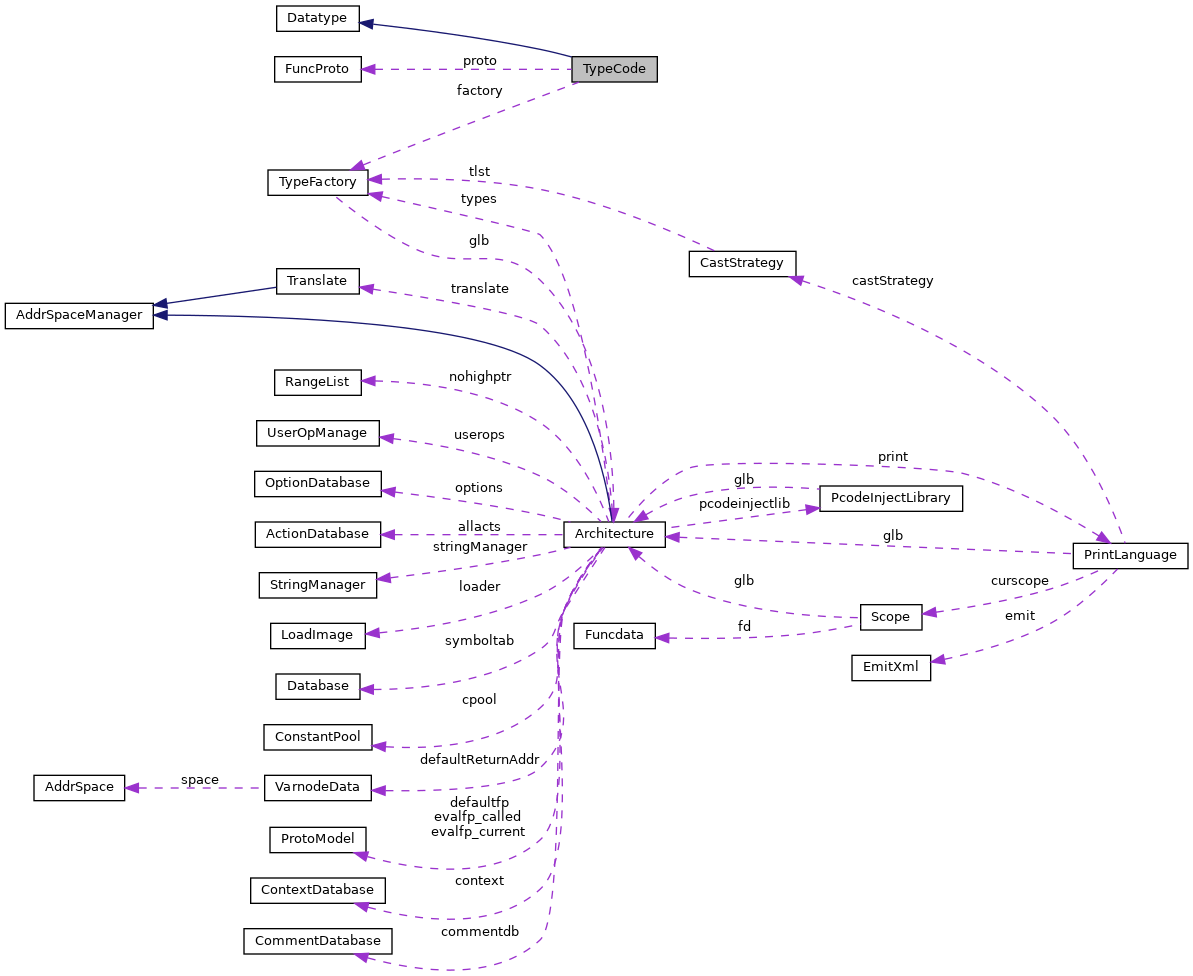 Datatype
FuncProto
proto
TypeCode
factory
TypeFactory
tlst
types
glb
CastStrategy
castStrategy
Translate
translate
AddrSpaceManager
RangeList
nohighptr
UserOpManage
userops
OptionDatabase
options
ActionDatabase
allacts
stringManager
StringManager
loader
LoadImage
symboltab
Database
cpool
ConstantPool
defaultReturnAddr
AddrSpace
space
VarnodeData
defaultfp
evalfp_called
evalfp_current
ProtoModel
context
ContextDatabase
commentdb
CommentDatabase
Architecture
print
glb
pcodeinjectlib
PcodeInjectLibrary
glb
PrintLanguage
curscope
glb
Scope
emit
fd
Funcdata
EmitXml